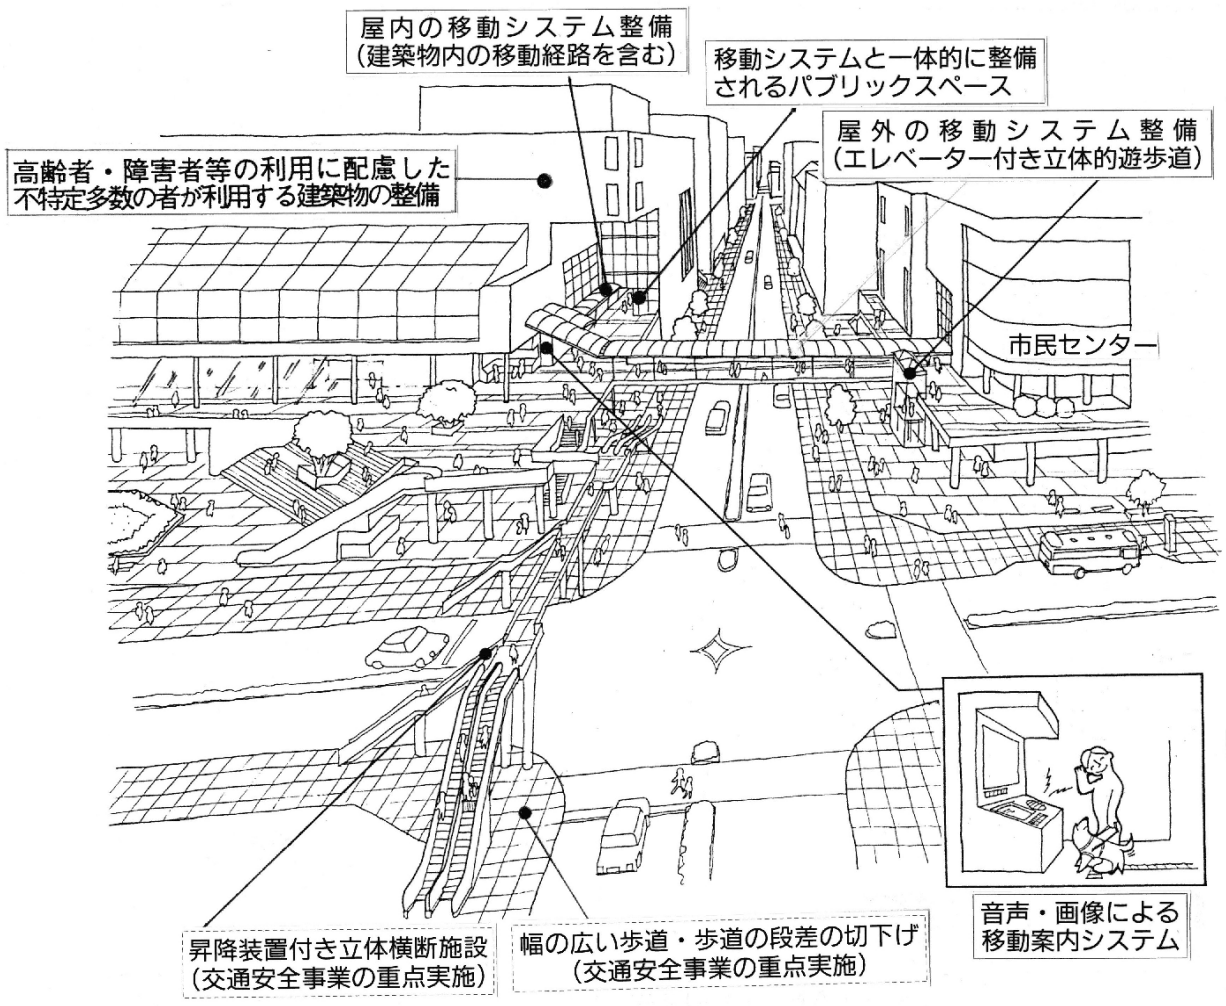 屋内の移動システム整備
(建築物内の移動経路を含む)
移動システムと一体的に整備
されるパブリックスペース
屋外の移動システム整備
(エレベーター付き立体的遊歩道)
高齢者・障害者等の利用に配慮した
不特定多数の者が利用する建築物の整備
市民センター
昇降装置付き立体横断施設
(交通安全事業の重点実施)
幅の広い歩道・歩道の段差の切下げ
(交通安全事業の重点実施)
音声・画像による
移動案内システム